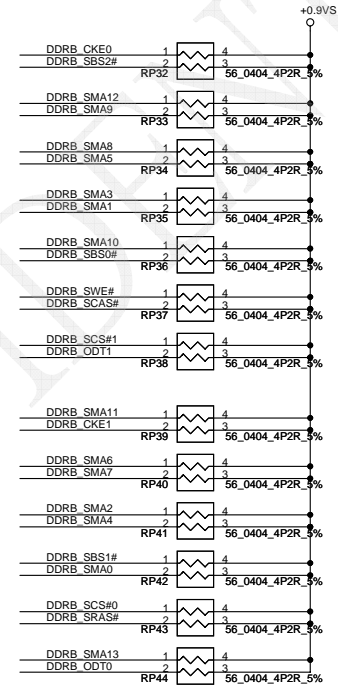 +0.9VS
DDRB_CKE0 1 4
DDRB_SBS2# 2 3
RP32 56_0404_4P2R_5%
DDRB_SMA12 1 4
DDRB_SMA9 2 3
RP33 56_0404_4P2R_5%
DDRB_SMA8 1 4
DDRB_SMA5 2 3
RP34 56_0404_4P2R_5%
DDRB_SMA3 1 4
DDRB_SMA1 2 3
RP35 56_0404_4P2R_5%
DDRB_SMA10 1 4
DDRB_SBS0# 2 3
RP36 56_0404_4P2R_5%
DDRB_SWE# 1 4
DDRB_SCAS# 2 3
RP37 56_0404_4P2R_5%
DDRB_SCS#1 1 4
DDRB_ODT1 2 3
RP38 56_0404_4P2R_5%
DDRB_SMA11 1 4
DDRB_CKE1 2 3
RP39 56_0404_4P2R_5%
DDRB_SMA6 1 4
DDRB_SMA7 2 3
RP40 56_0404_4P2R_5%
DDRB_SMA2 1 4
DDRB_SMA4 2 3
RP41 56_0404_4P2R_5%
DDRB_SBS1# 1 4
DDRB_SMA0 2 3
RP42 56_0404_4P2R_5%
DDRB_SCS#0 1 4
DDRB_SRAS# 2 3
RP43 56_0404_4P2R_5%
DDRB_SMA13 1 4
DDRB_ODT0 2 3
RP44 56_0404_4P2R_5%